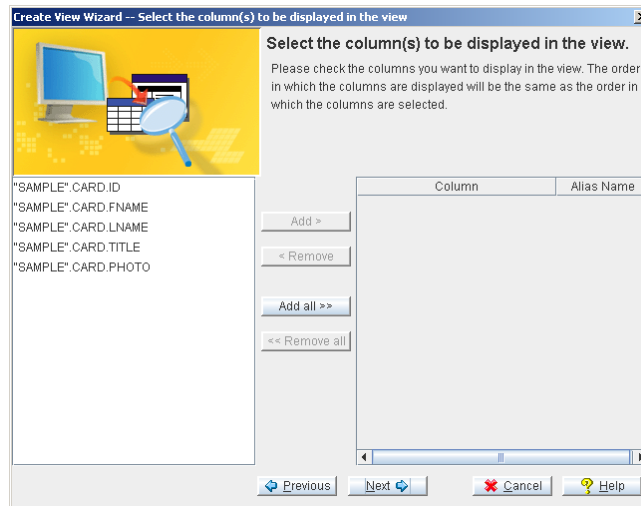 Create View Wizard -- Select the column(s) to be displayed in the view
Select the column(s) to be displayed in the view.
Please check the columns you want to display in the view. The order
in which the columns are displayed will be the same as the order in
which the columns are selected.
"SAMPLE".CARD.ID
"SAMPLE".CARD.FNAME
"SAMPLE".CARD.LNAME
"SAMPLE".CARD.TITLE
"SAMPLE".CARD.PHOTO
Add >
< Remove
Add all >>
<< Remove all
Column Alias Name
Previous Next Cancel Help